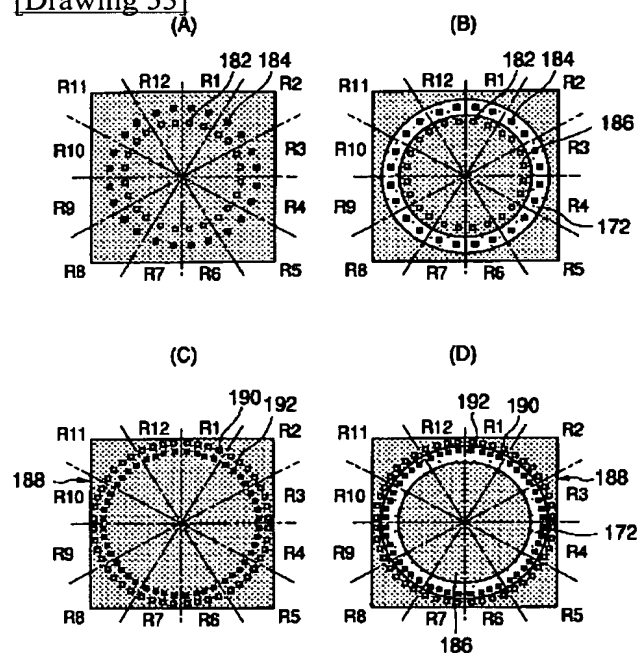 [Drawing 53]
(A)
(B)
182
184
182
184
R11
R12
R1
R2
R11
R12
R1
R2
186
R10
R3
R10
R3
R9
R4
R9
R4
172
R8
R7
R6
R5
R8
R7
R6
R5
(C)
(D)
190
192
192
190
R11
R12
R1
R2
R11
R12
R1
R2
188
188
R10
R3
R10
R3
172
R9
R4
R9
R4
R8
R7
R6
R5
R8
R7
R6
R5
186